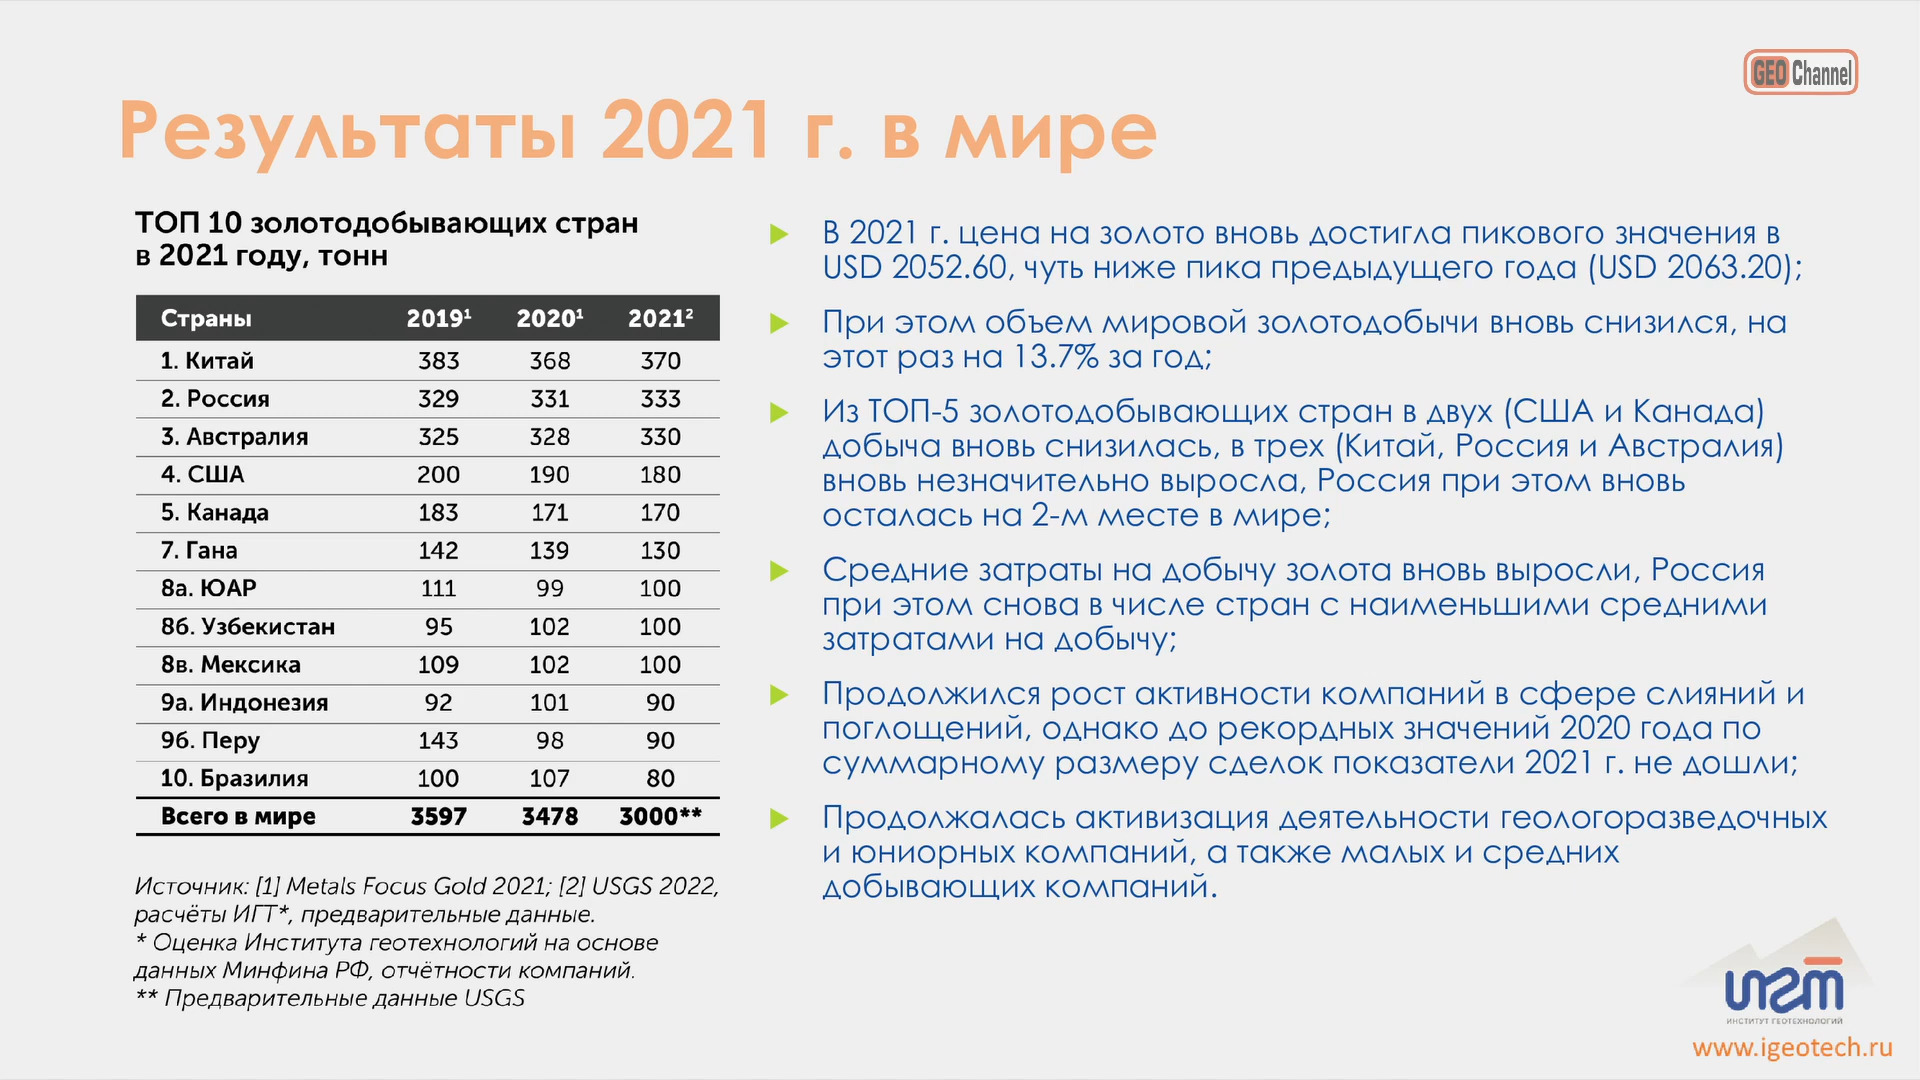 GEO Channel
Результаты 2021 г. в мире
ТОП 10 золотодобывающих стран
в 2021 году, тонн
Страны 2019¹ 2020¹ 2021²
1. Китай 383 368 370
2. Россия 329 331 333
3. Австралия 325 328 330
4. США 200 190 180
5. Канада 183 171 170
7. Гана 142 139 130
8а. ЮАР 111 99 100
8б. Узбекистан 95 102 100
8в. Мексика 109 102 100
9а. Индонезия 92 101 90
9б. Перу 143 98 90
10. Бразилия 100 107 80
Всего в мире 3597 3478 3000**
Источник: [1] Metals Focus Gold 2021; [2] USGS 2022,
расчёты ИГТ*, предварительные данные.
* Оценка Института геотехнологий на основе
данных Минфина РФ, отчётности компаний.
** Предварительные данные USGS
В 2021 г. цена на золото вновь достигла пикового значения в
USD 2052.60, чуть ниже пика предыдущего года (USD 2063.20);
При этом объем мировой золотодобычи вновь снизился, на
этот раз на 13.7% за год;
Из ТОП-5 золотодобывающих стран в двух (США и Канада)
добыча вновь снизилась, в трех (Китай, Россия и Австралия)
вновь незначительно выросла, Россия при этом вновь
осталась на 2-м месте в мире;
Средние затраты на добычу золота вновь выросли, Россия
при этом снова в числе стран с наименьшими средними
затратами на добычу;
Продолжился рост активности компаний в сфере слияний и
поглощений, однако до рекордных значений 2020 года по
суммарному размеру сделок показатели 2021 г. не дошли;
Продолжалась активизация деятельности геологоразведочных
и юниорных компаний, а также малых и средних
добывающих компаний.
ИНСТИТУТ ГЕОТЕХНОЛОГИЙ
www.igeotech.ru